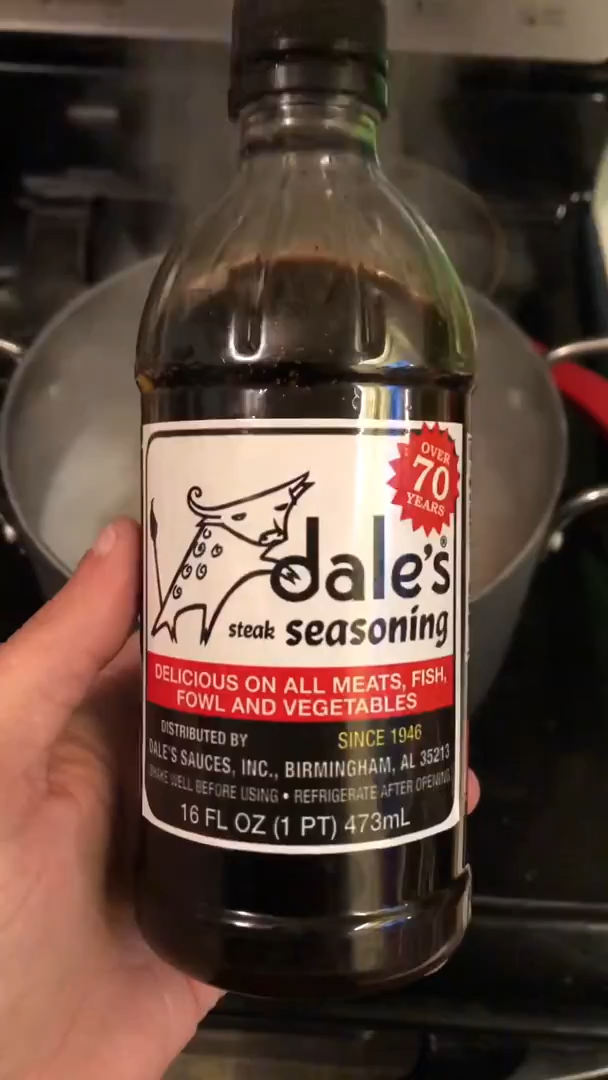 OVER
70
YEARS
dale's®
steak seasoning
DELICIOUS ON ALL MEATS, FISH,
FOWL AND VEGETABLES
DISTRIBUTED BY SINCE 1946
DALE'S SAUCES, INC., BIRMINGHAM, AL 35213
SHAKE WELL BEFORE USING • REFRIGERATE AFTER OPENING
16 FL OZ (1 PT) 473mL